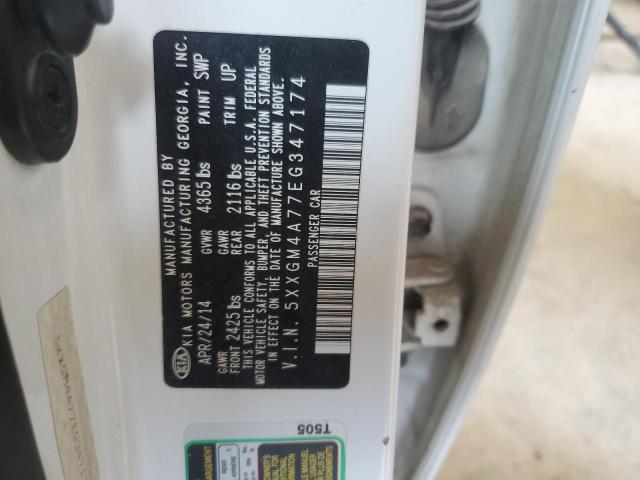 MANUFACTURED BY
KIA KIA MOTORS MANUFACTURING GEORGIA, INC.
APR/24/14 GVWR 4365 lbs PAINT SWP
GAWR FRONT 2425 lbs GAWR REAR 2116 lbs TRIM UP
THIS VEHICLE CONFORMS TO ALL APPLICABLE U.S.A. FEDERAL
MOTOR VEHICLE SAFETY, BUMPER, AND THEFT PREVENTION STANDARDS
IN EFFECT ON THE DATE OF MANUFACTURE SHOWN ABOVE.
V.I.N. 5XXGM4A77EG347174
PASSENGER CAR
T505
REAR